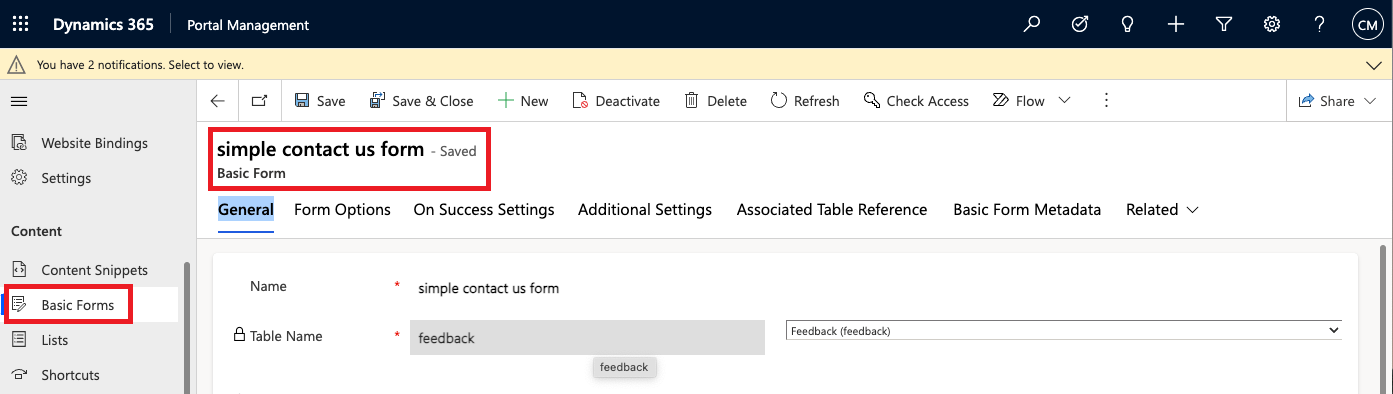 Dynamics 365 Portal Management ? CM
You have 2 notifications. Select to view.
Save Save & Close New Deactivate Delete Refresh Check Access Flow Share
Website Bindings
Settings
Content
Content Snippets
Basic Forms
Lists
Shortcuts
simple contact us form - Saved
Basic Form
General Form Options On Success Settings Additional Settings Associated Table Reference Basic Form Metadata Related
Name * simple contact us form
Table Name * feedback Feedback (feedback)
feedback